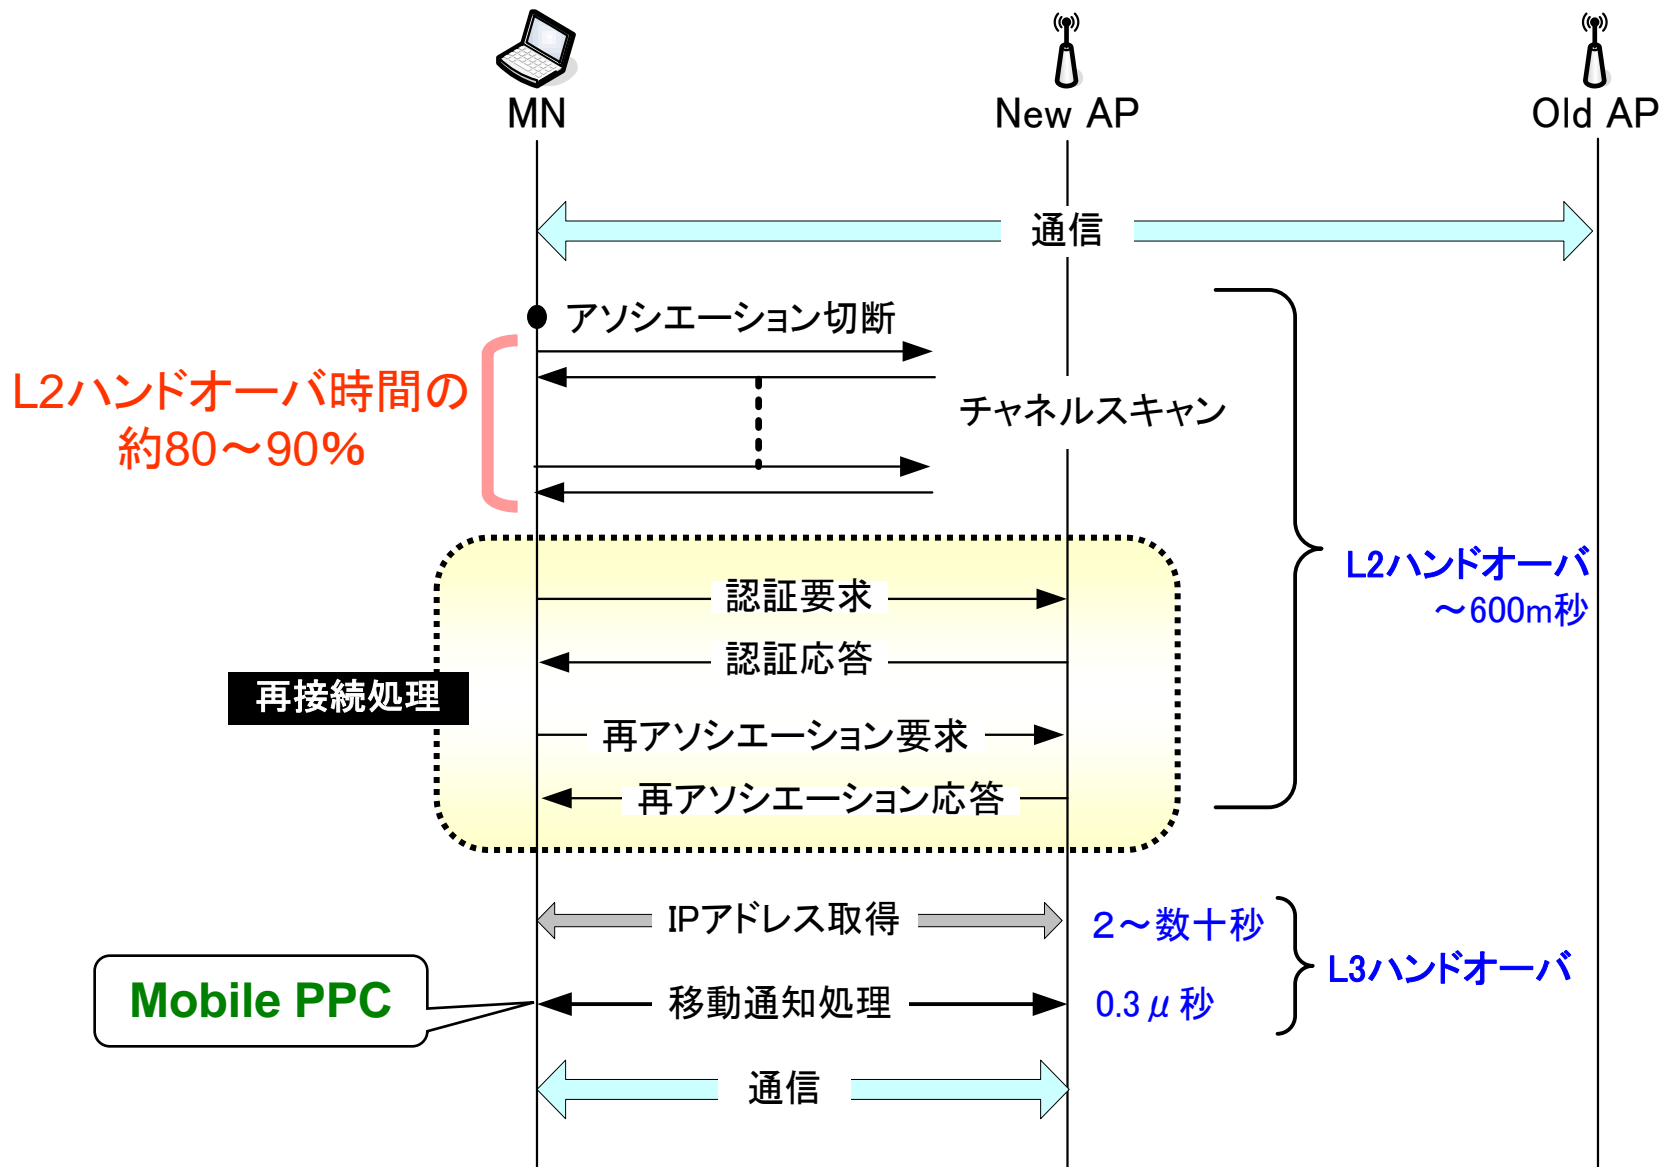 MN
New AP
Old AP
通信
アソシエーション切断
L2ハンドオーバ時間の
約80～90%
チャネルスキャン
L2ハンドオーバ
～600m秒
認証要求
認証応答
再接続処理
再アソシエーション要求
再アソシエーション応答
IPアドレス取得
2～数十秒
L3ハンドオーバ
Mobile PPC
移動通知処理
0.3μ秒
通信